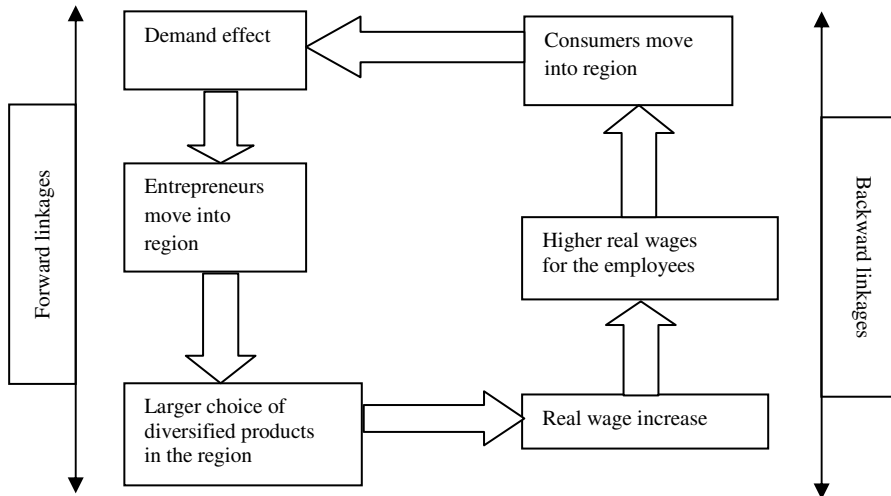 Demand effect
Consumers move
into region
Forward linkages
Entrepreneurs
move into
region
Higher real wages
for the employees
Backward linkages
Larger choice of
diversified products
in the region
Real wage increase